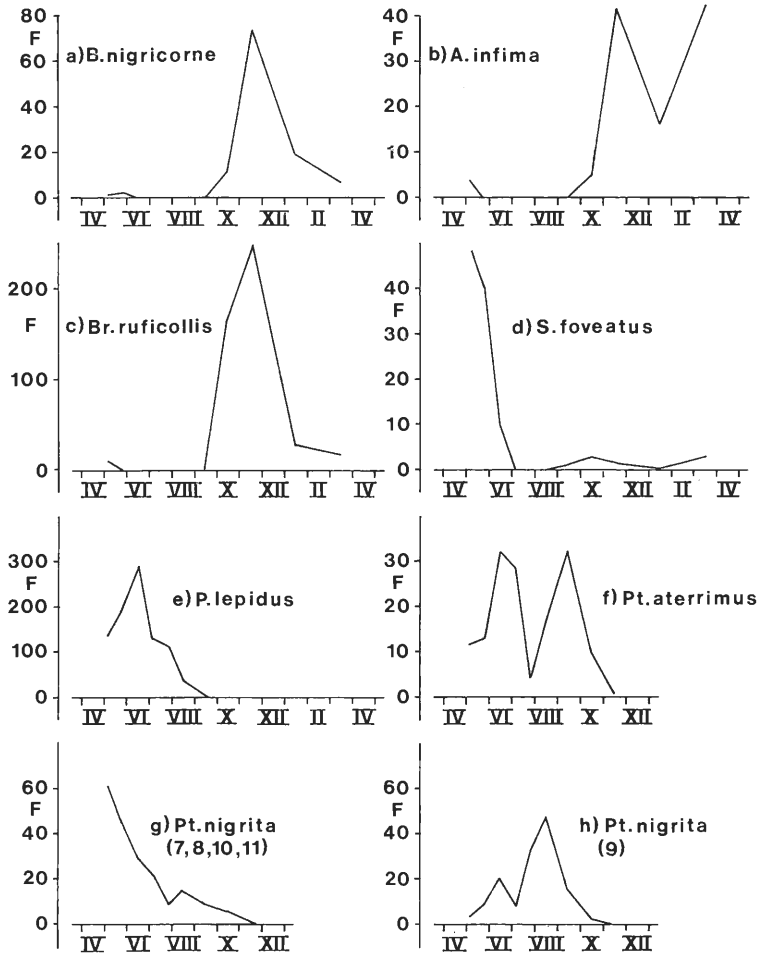 80
F
60
40
20
0
a) B. nigricorne
IV VI VIII X XII II IV
40
F
30
20
10
0
b) A. infima
IV VI VIII X XII II IV
200
F
100
0
c) Br. ruficollis
IV VI VIII X XII II IV
40
F
30
20
10
0
d) S. foveatus
IV VI VIII X XII II IV
300
F
200
100
0
e) P. lepidus
IV VI VIII X XII II IV
30
F
20
10
0
f) Pt. aterrimus
IV VI VIII X XII
60
F
40
20
0
g) Pt. nigrita
(7, 8, 10, 11)
IV VI VIII X XII
60
F
40
20
0
h) Pt. nigrita
(9)
IV VI VIII X XII